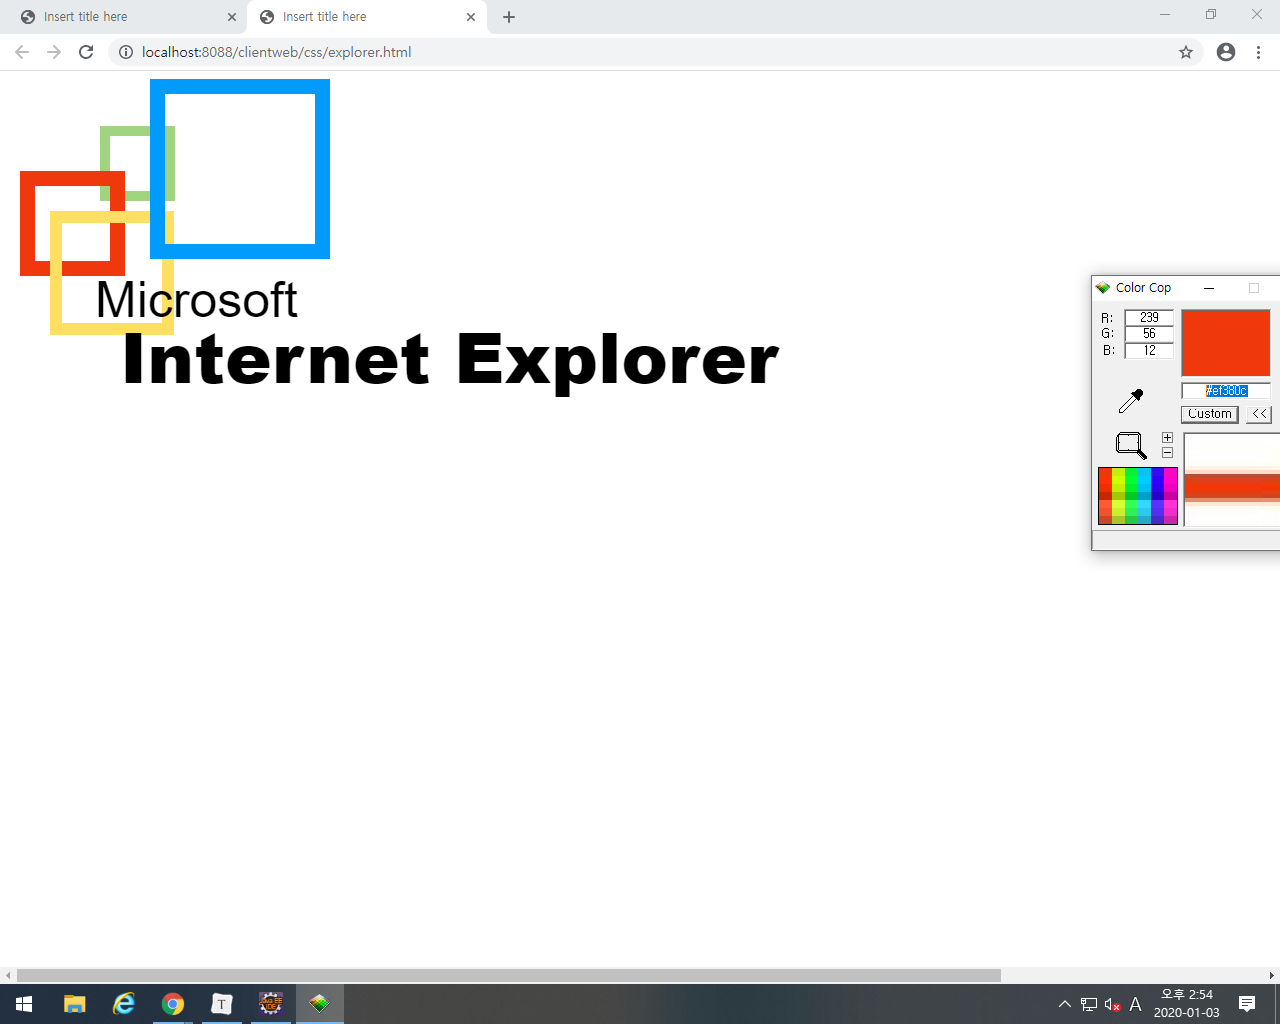 Insert title here
Insert title here
localhost:8088/clientweb/css/explorer.html
Microsoft
Internet Explorer
Color Cop
R: 239
G: 56
B: 12
#ef380c
Custom <<
T
A
오후 2:54
2020-01-03